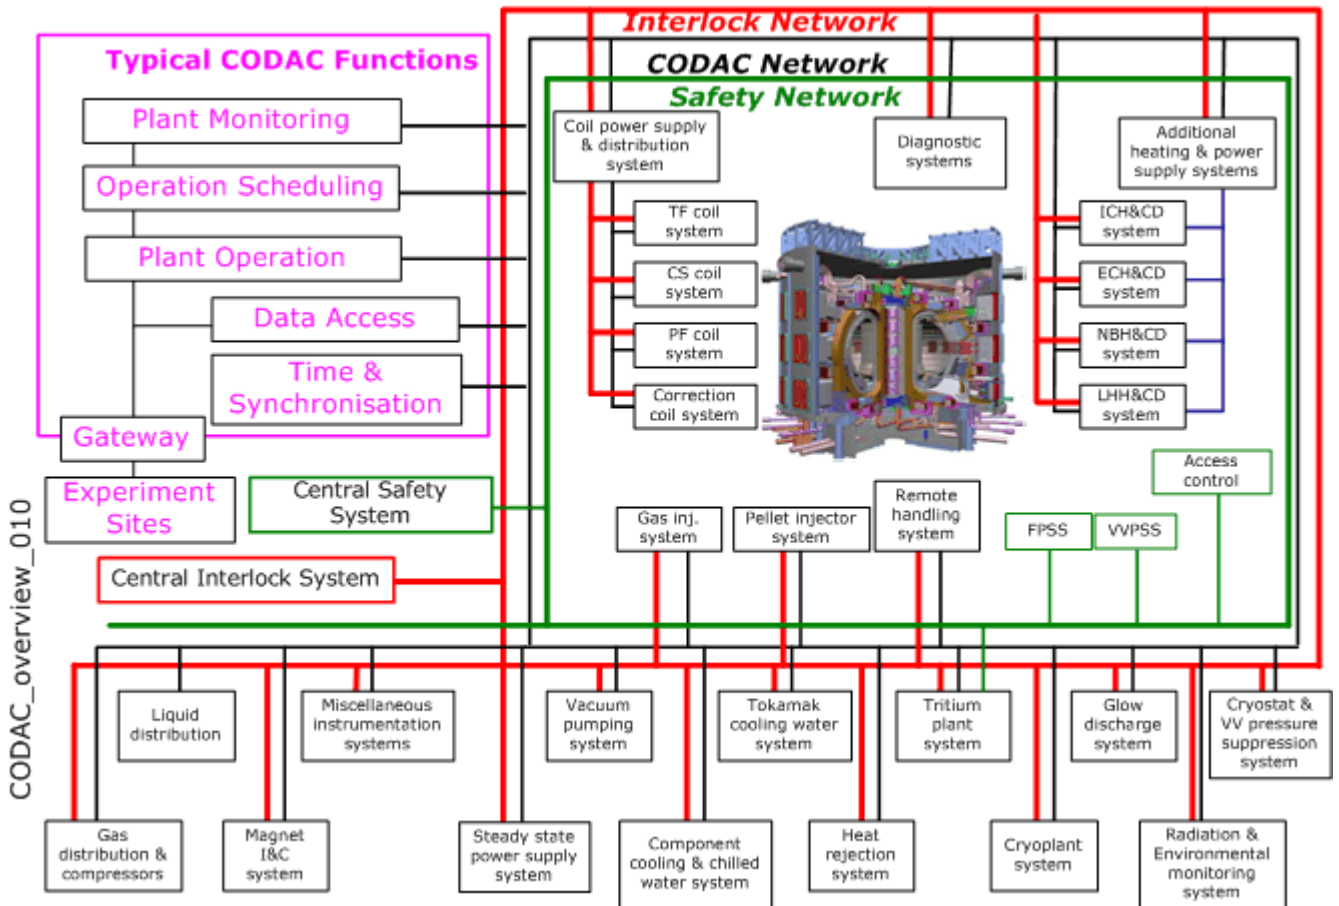 Interlock Network
Typical CODAC Functions
CODAC Network
Safety Network
Plant Monitoring
Operation Scheduling
Plant Operation
Data Access
Time &
Synchronisation
Gateway
Experiment
Sites
Central Safety
System
Central Interlock System
Coil power supply
& distribution
system
Diagnostic
systems
Additional
heating & power
supply systems
TF coil
system
CS coil
system
PF coil
system
Correction
coil system
ICH&CD
system
ECH&CD
system
NBH&CD
system
LHH&CD
system
Access
control
Gas inj.
system
Pellet injector
system
Remote
handling
system
FPSS
VVPSS
Liquid
distribution
Miscellaneous
instrumentation
systems
Vacuum
pumping
system
Tokamak
cooling water
system
Tritium
plant
system
Glow
discharge
system
Cryostat &
VV pressure
suppression
system
Gas
distribution &
compressors
Magnet
I&C
system
Steady state
power supply
system
Component
cooling & chilled
water system
Heat
rejection
system
Cryoplant
system
Radiation &
Environmental
monitoring
system
CODAC_overview_010